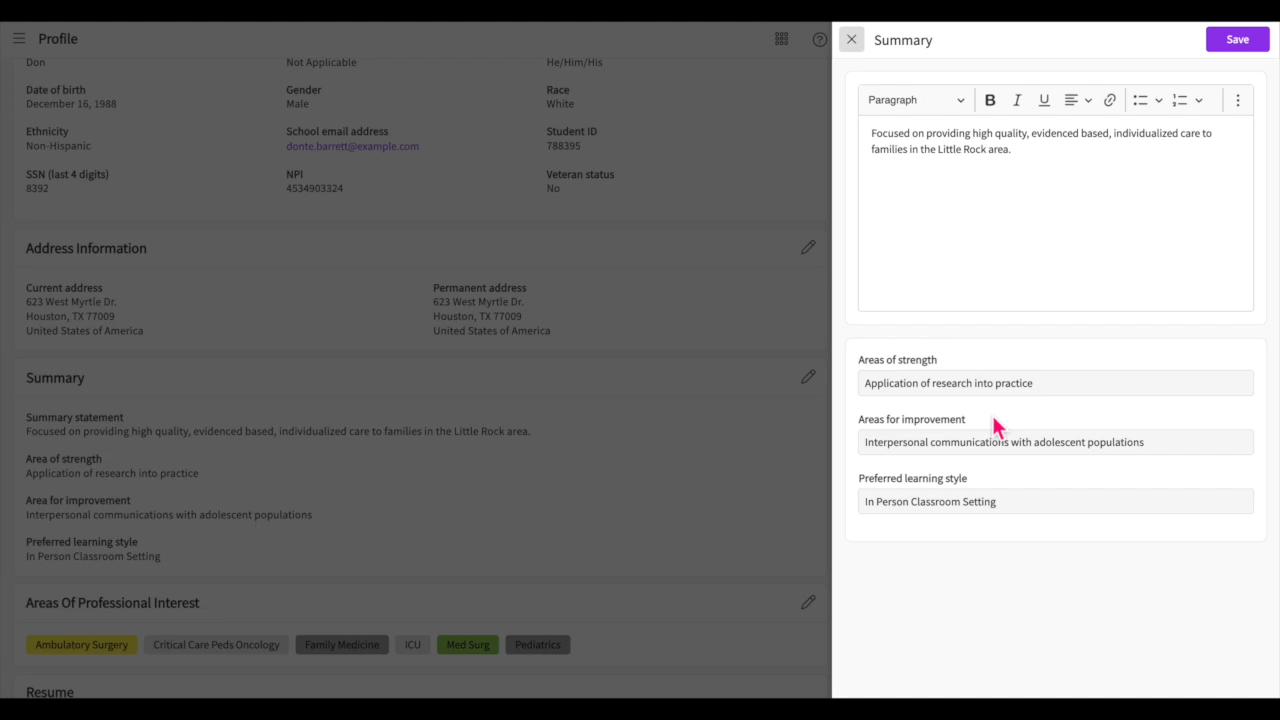 Profile
Don
Not Applicable
He/Him/His
Date of birth
December 16, 1988
Gender
Male
Race
White
Ethnicity
Non-Hispanic
School email address
donte.barrett@example.com
Student ID
788395
SSN (last 4 digits)
8392
NPI
4534903324
Veteran status
No
Address Information
Current address
623 West Myrtle Dr.
Houston, TX 77009
United States of America
Permanent address
623 West Myrtle Dr.
Houston, TX 77009
United States of America
Summary
Summary statement
Focused on providing high quality, evidenced based, individualized care to families in the Little Rock area.
Area of strength
Application of research into practice
Area for improvement
Interpersonal communications with adolescent populations
Preferred learning style
In Person Classroom Setting
Areas Of Professional Interest
Ambulatory Surgery
Critical Care Peds Oncology
Family Medicine
ICU
Med Surg
Pediatrics
Resume
Summary
Save
Paragraph
Focused on providing high quality, evidenced based, individualized care to
families in the Little Rock area.
Areas of strength
Application of research into practice
Areas for improvement
Interpersonal communications with adolescent populations
Preferred learning style
In Person Classroom Setting